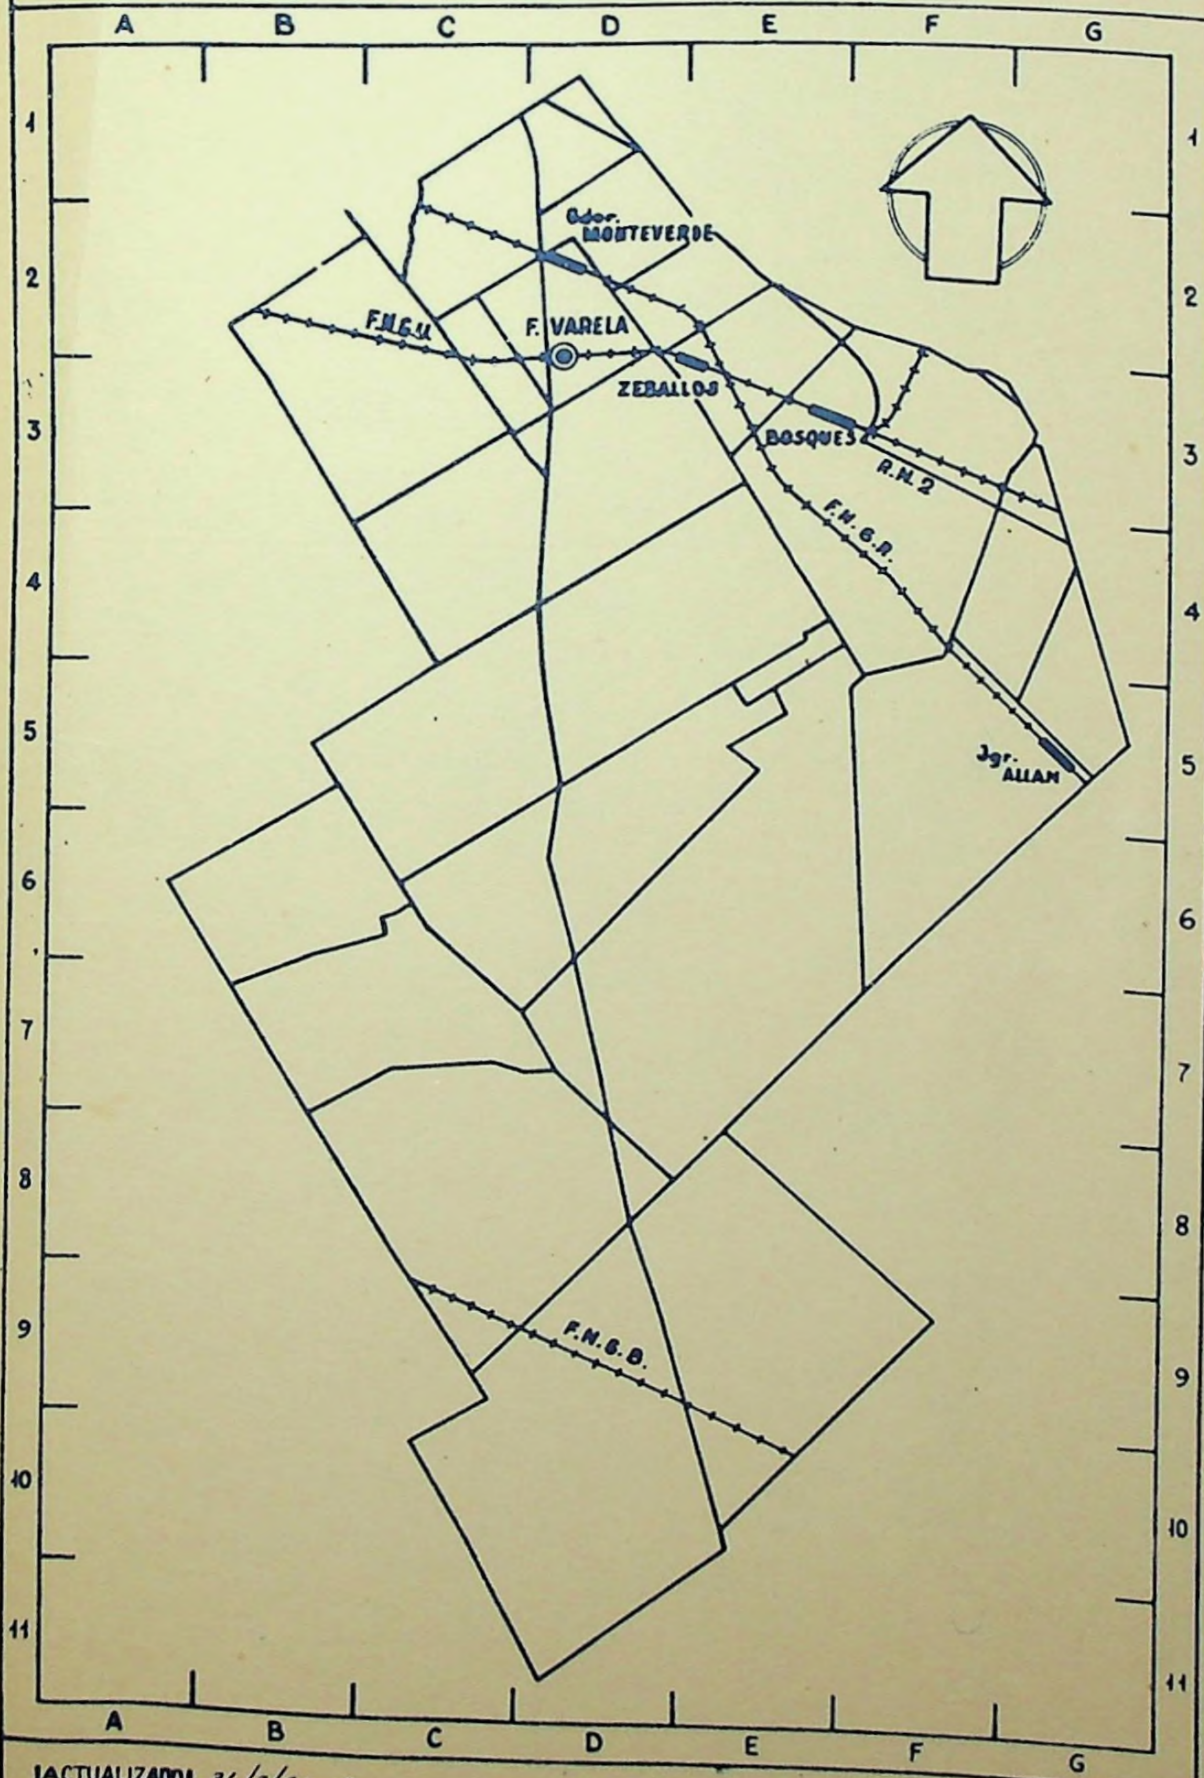 A B C D E F G
1 1
2 2
3 3
4 4
5 5
6 6
7 7
8 8
9 9
10 10
11 11
Gdor.
MONTEVERDE
F.N.G.U.
F. VARELA
ZEBALLOS
BOSQUES
R.N. 2
F.N.G.R.
Jgr.
ALLAN
F.N.G.B.
A B C D E F G